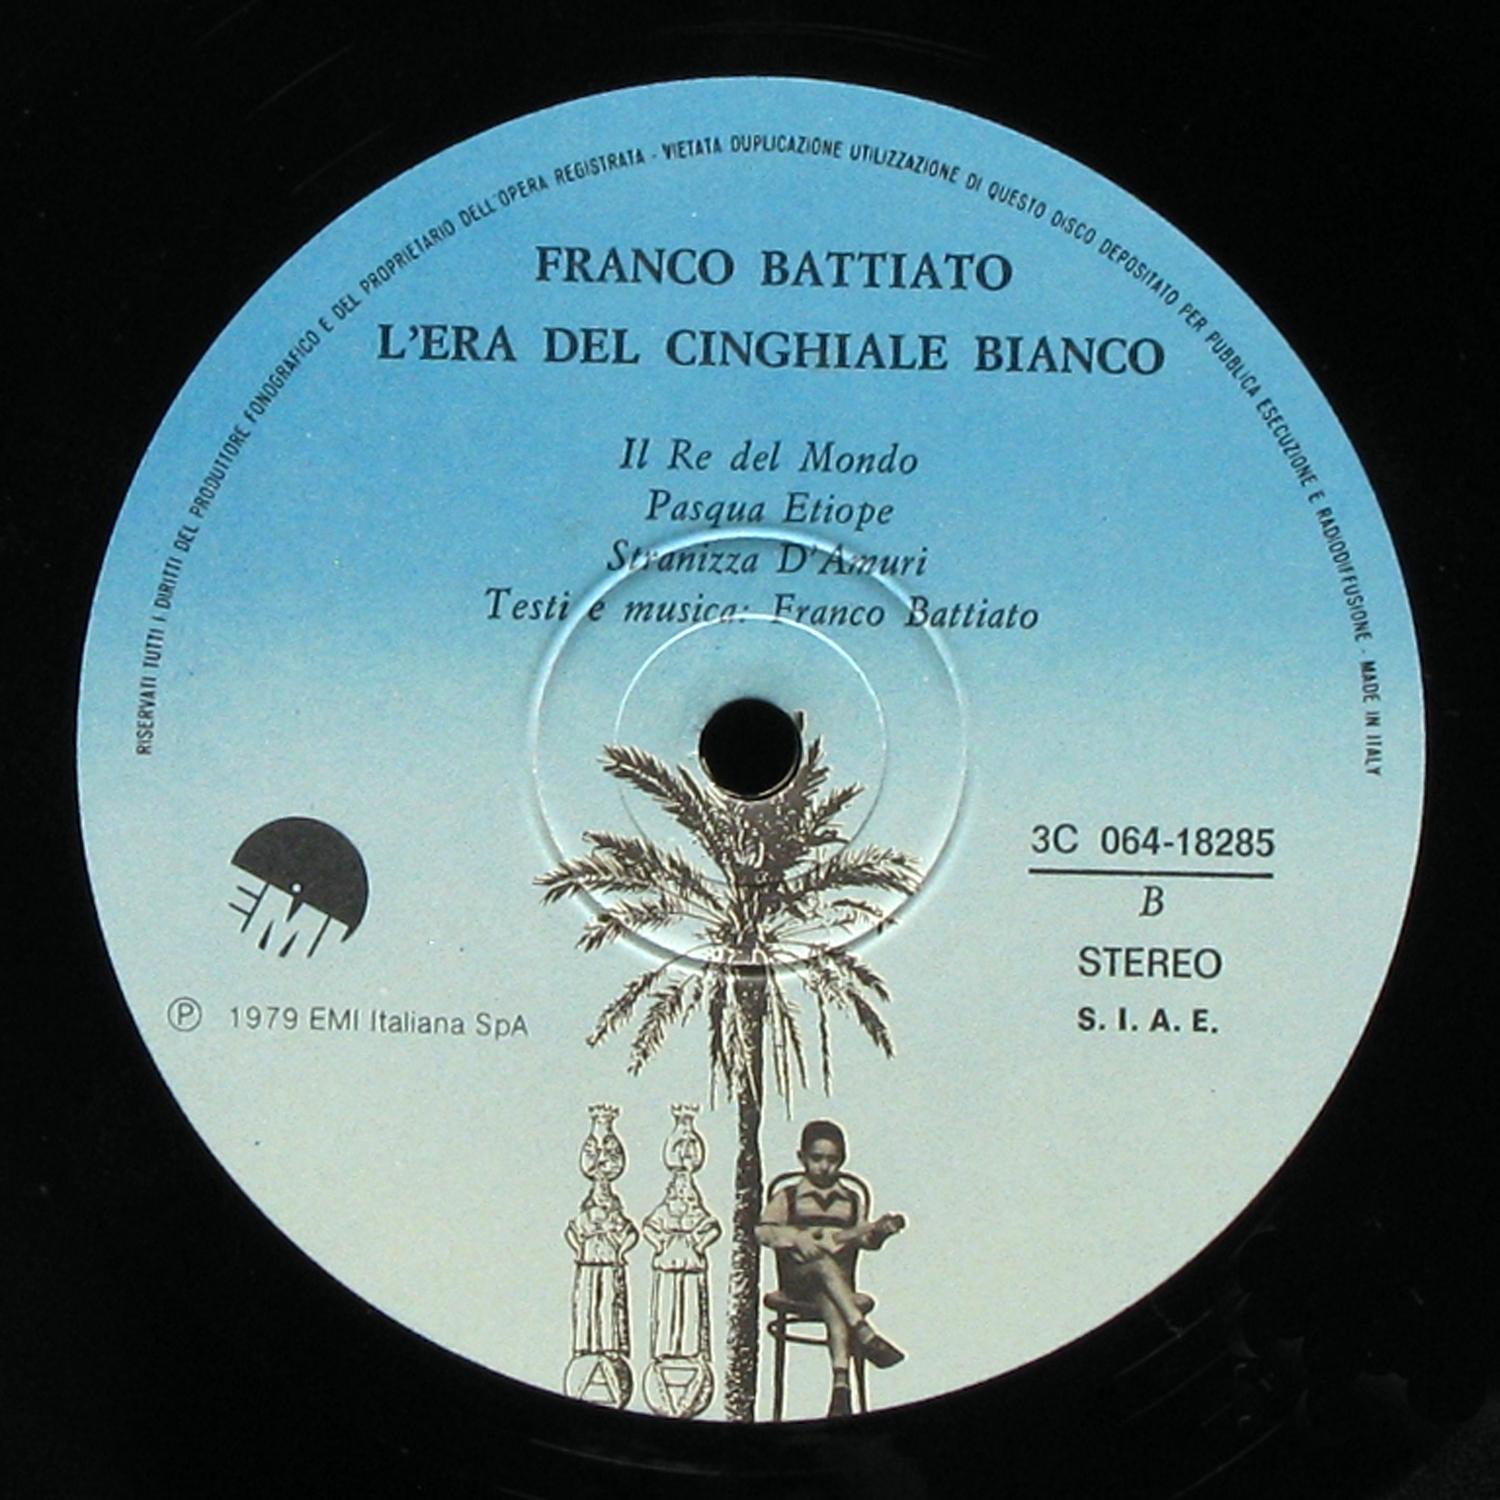 RISERVATI TUTTI I DIRITTI DEL PRODUTTORE FONOGRAFICO E DEL PROPRIETARIO DELL'OPERA REGISTRATA - VIETATA DUPLICAZIONE UTILIZZAZIONE DI QUESTO DISCO DEPOSITATO PER PUBBLICA ESECUZIONE E RADIODIFFUSIONE - MADE IN ITALY
FRANCO BATTIATO
L'ERA DEL CINGHIALE BIANCO
Il Re del Mondo
Pasqua Etiope
Stranizza D'Amuri
Testi e musica: Franco Battiato
EMI
Ⓟ 1979 EMI Italiana SpA
3C 064-18285
B
STEREO
S. I. A. E.